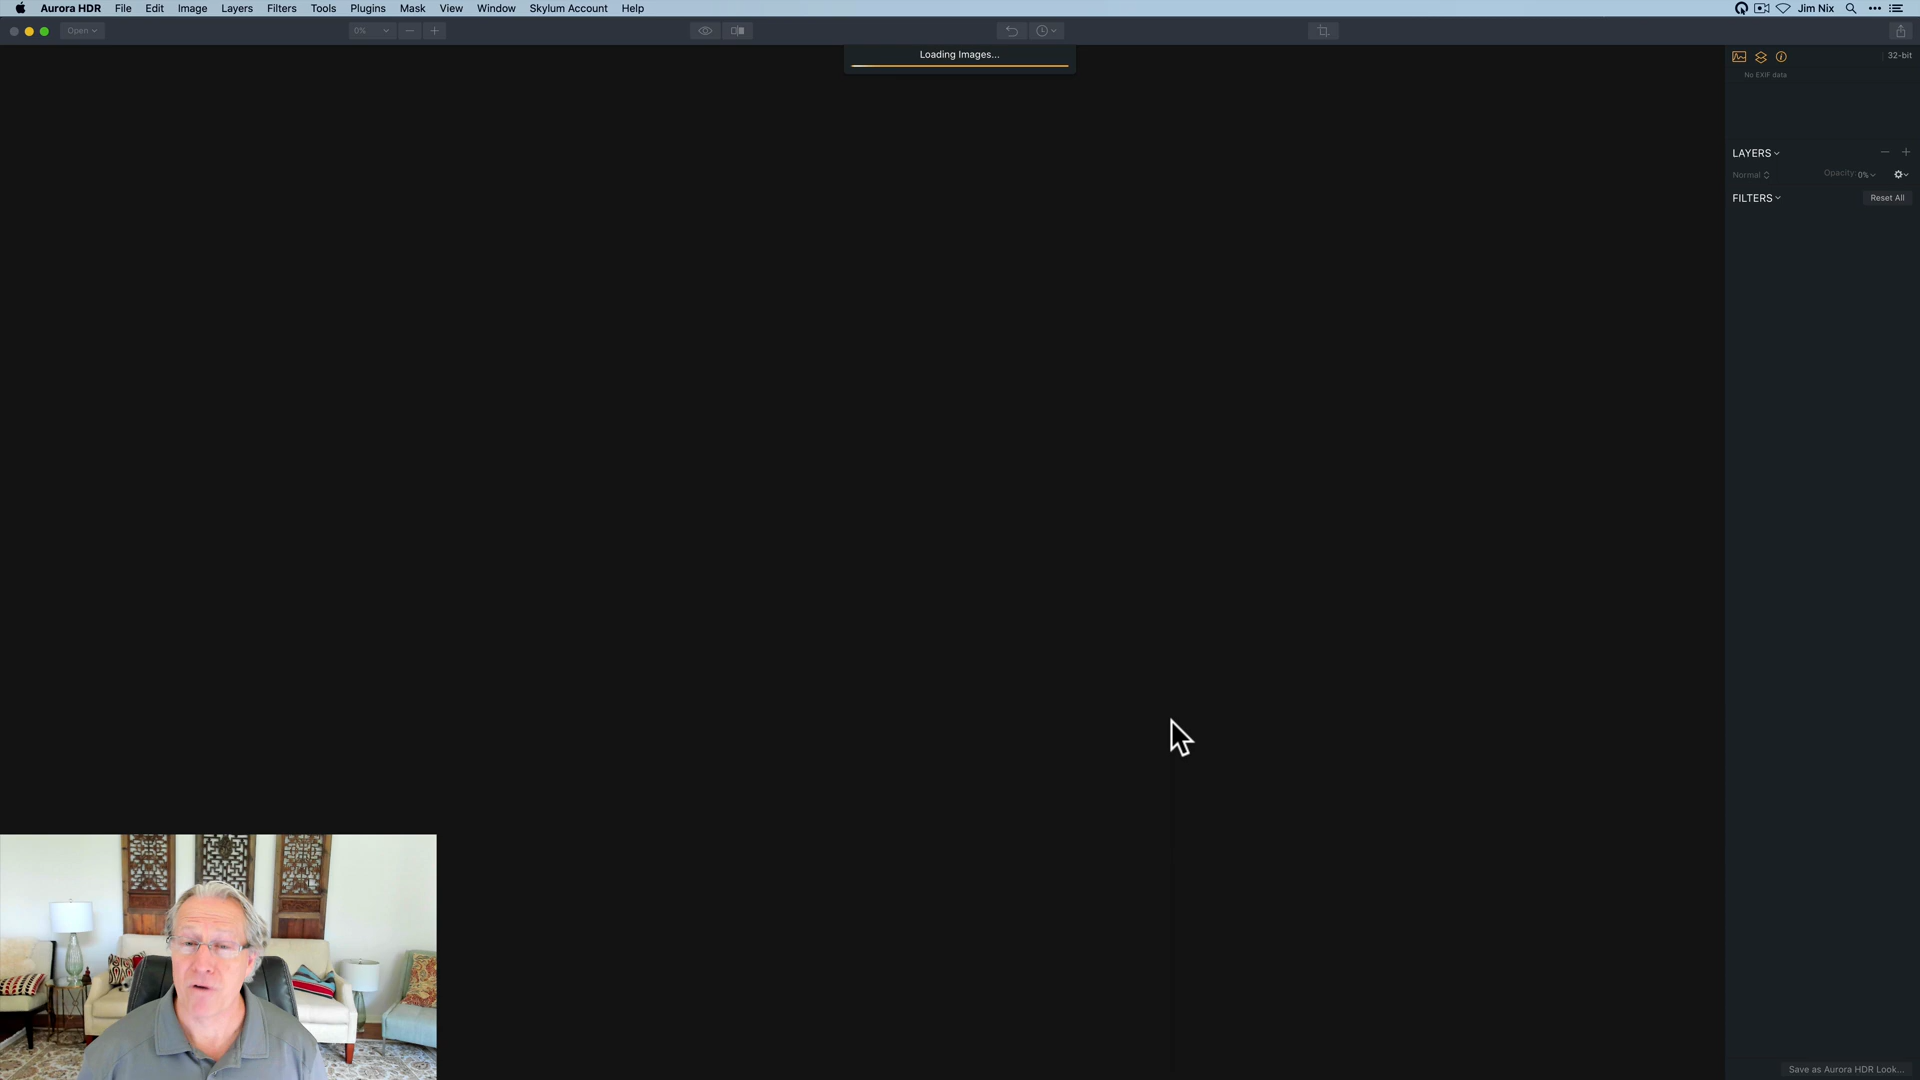 Aurora HDR File Edit Image Layers Filters Tools Plugins Mask View Window Skylum Account Help Jim Nix
Open 0%
Loading Images...
32-bit
No EXIF data
LAYERS
Normal Opacity: 0%
FILTERS Reset All
Save as Aurora HDR Look...